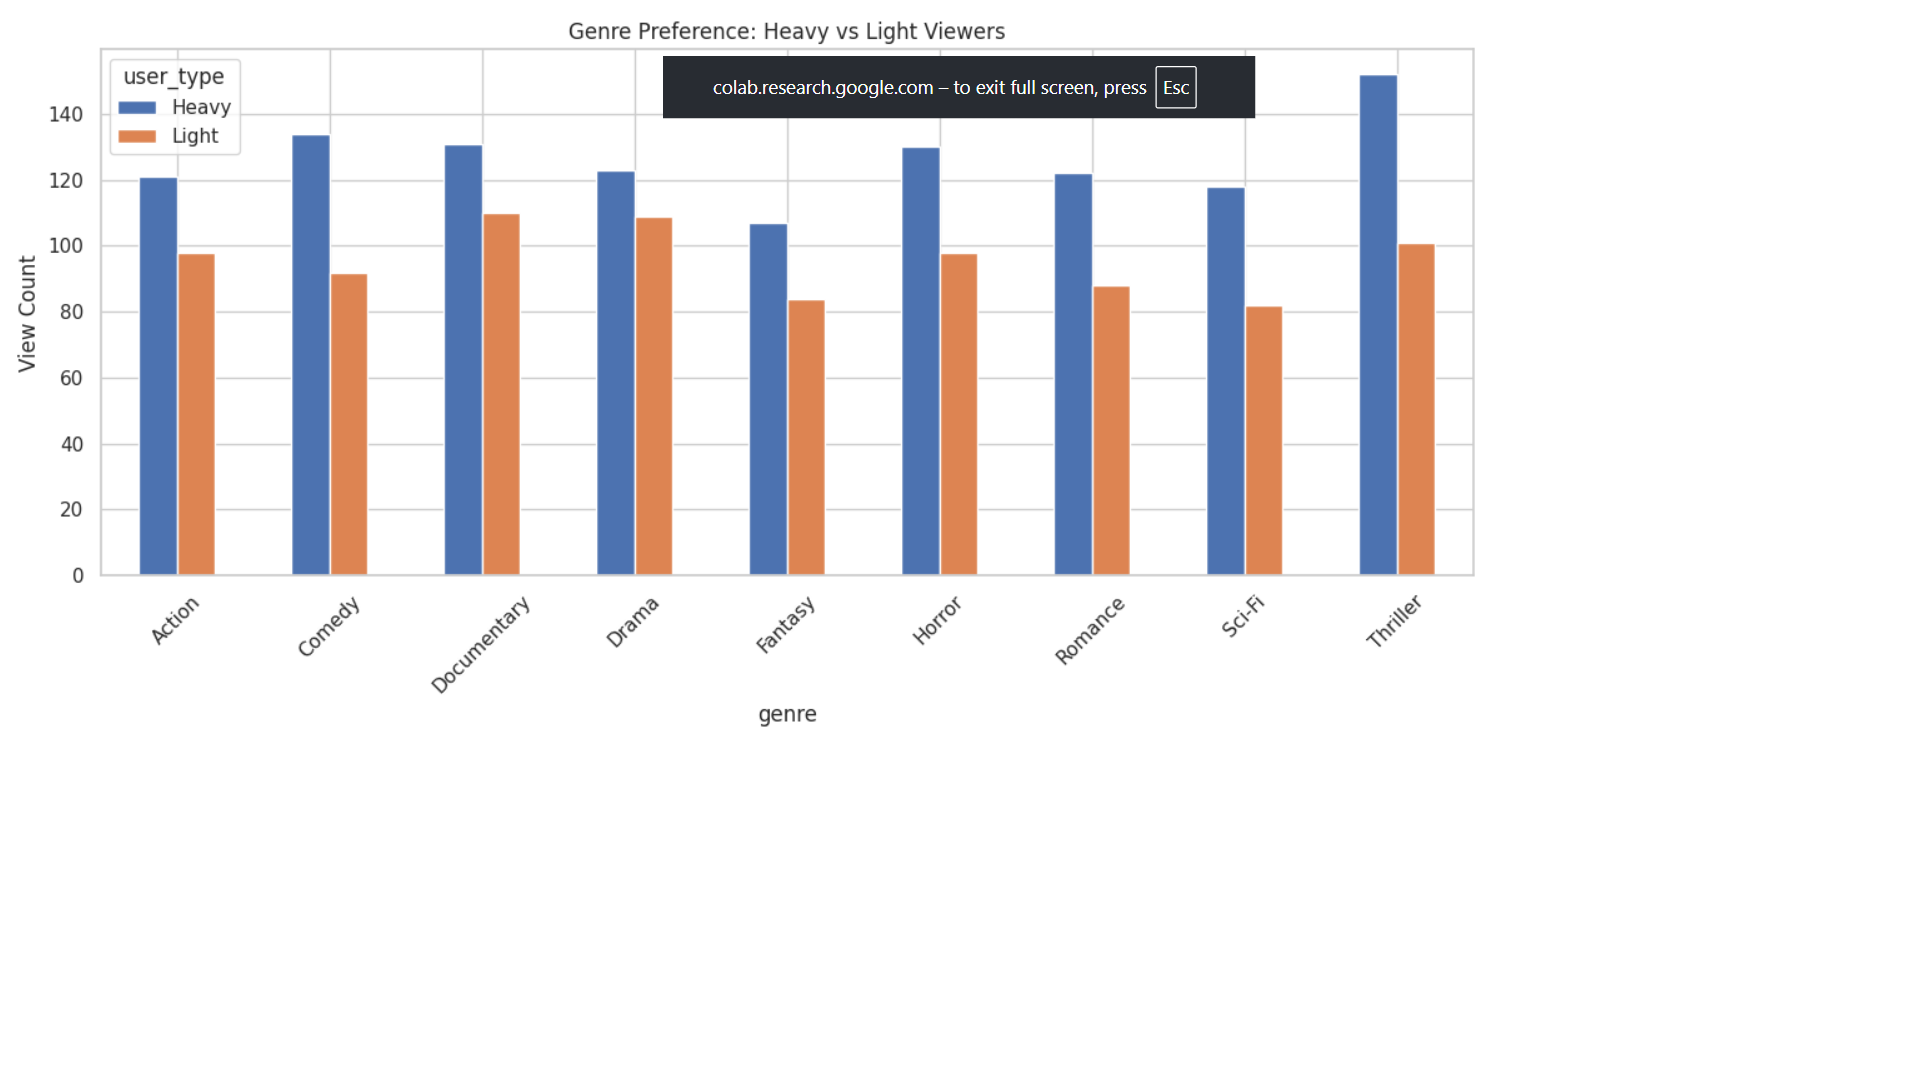 Genre Preference: Heavy vs Light Viewers
colab.research.google.com – to exit full screen, press Esc
user_type
Heavy
Light
140
120
100
80
60
40
20
0
View Count
Action
Comedy
Documentary
Drama
Fantasy
Horror
Romance
Sci-Fi
Thriller
genre